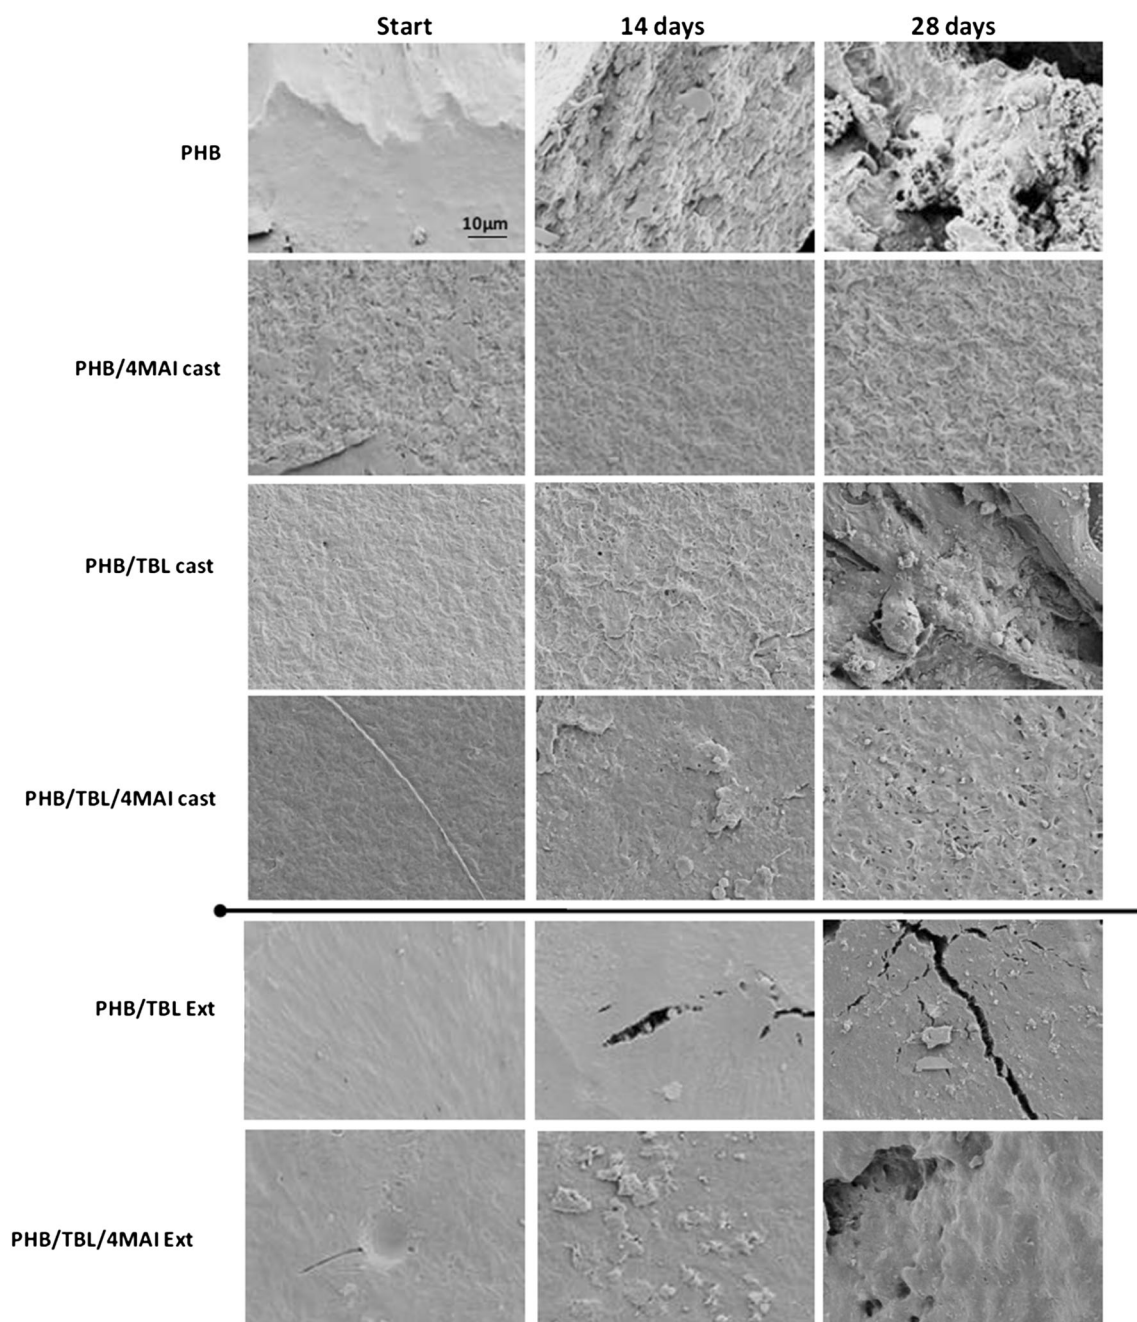 Start 14 days 28 days
PHB
10µm
PHB/4MAI cast
PHB/TBL cast
PHB/TBL/4MAI cast
PHB/TBL Ext
PHB/TBL/4MAI Ext